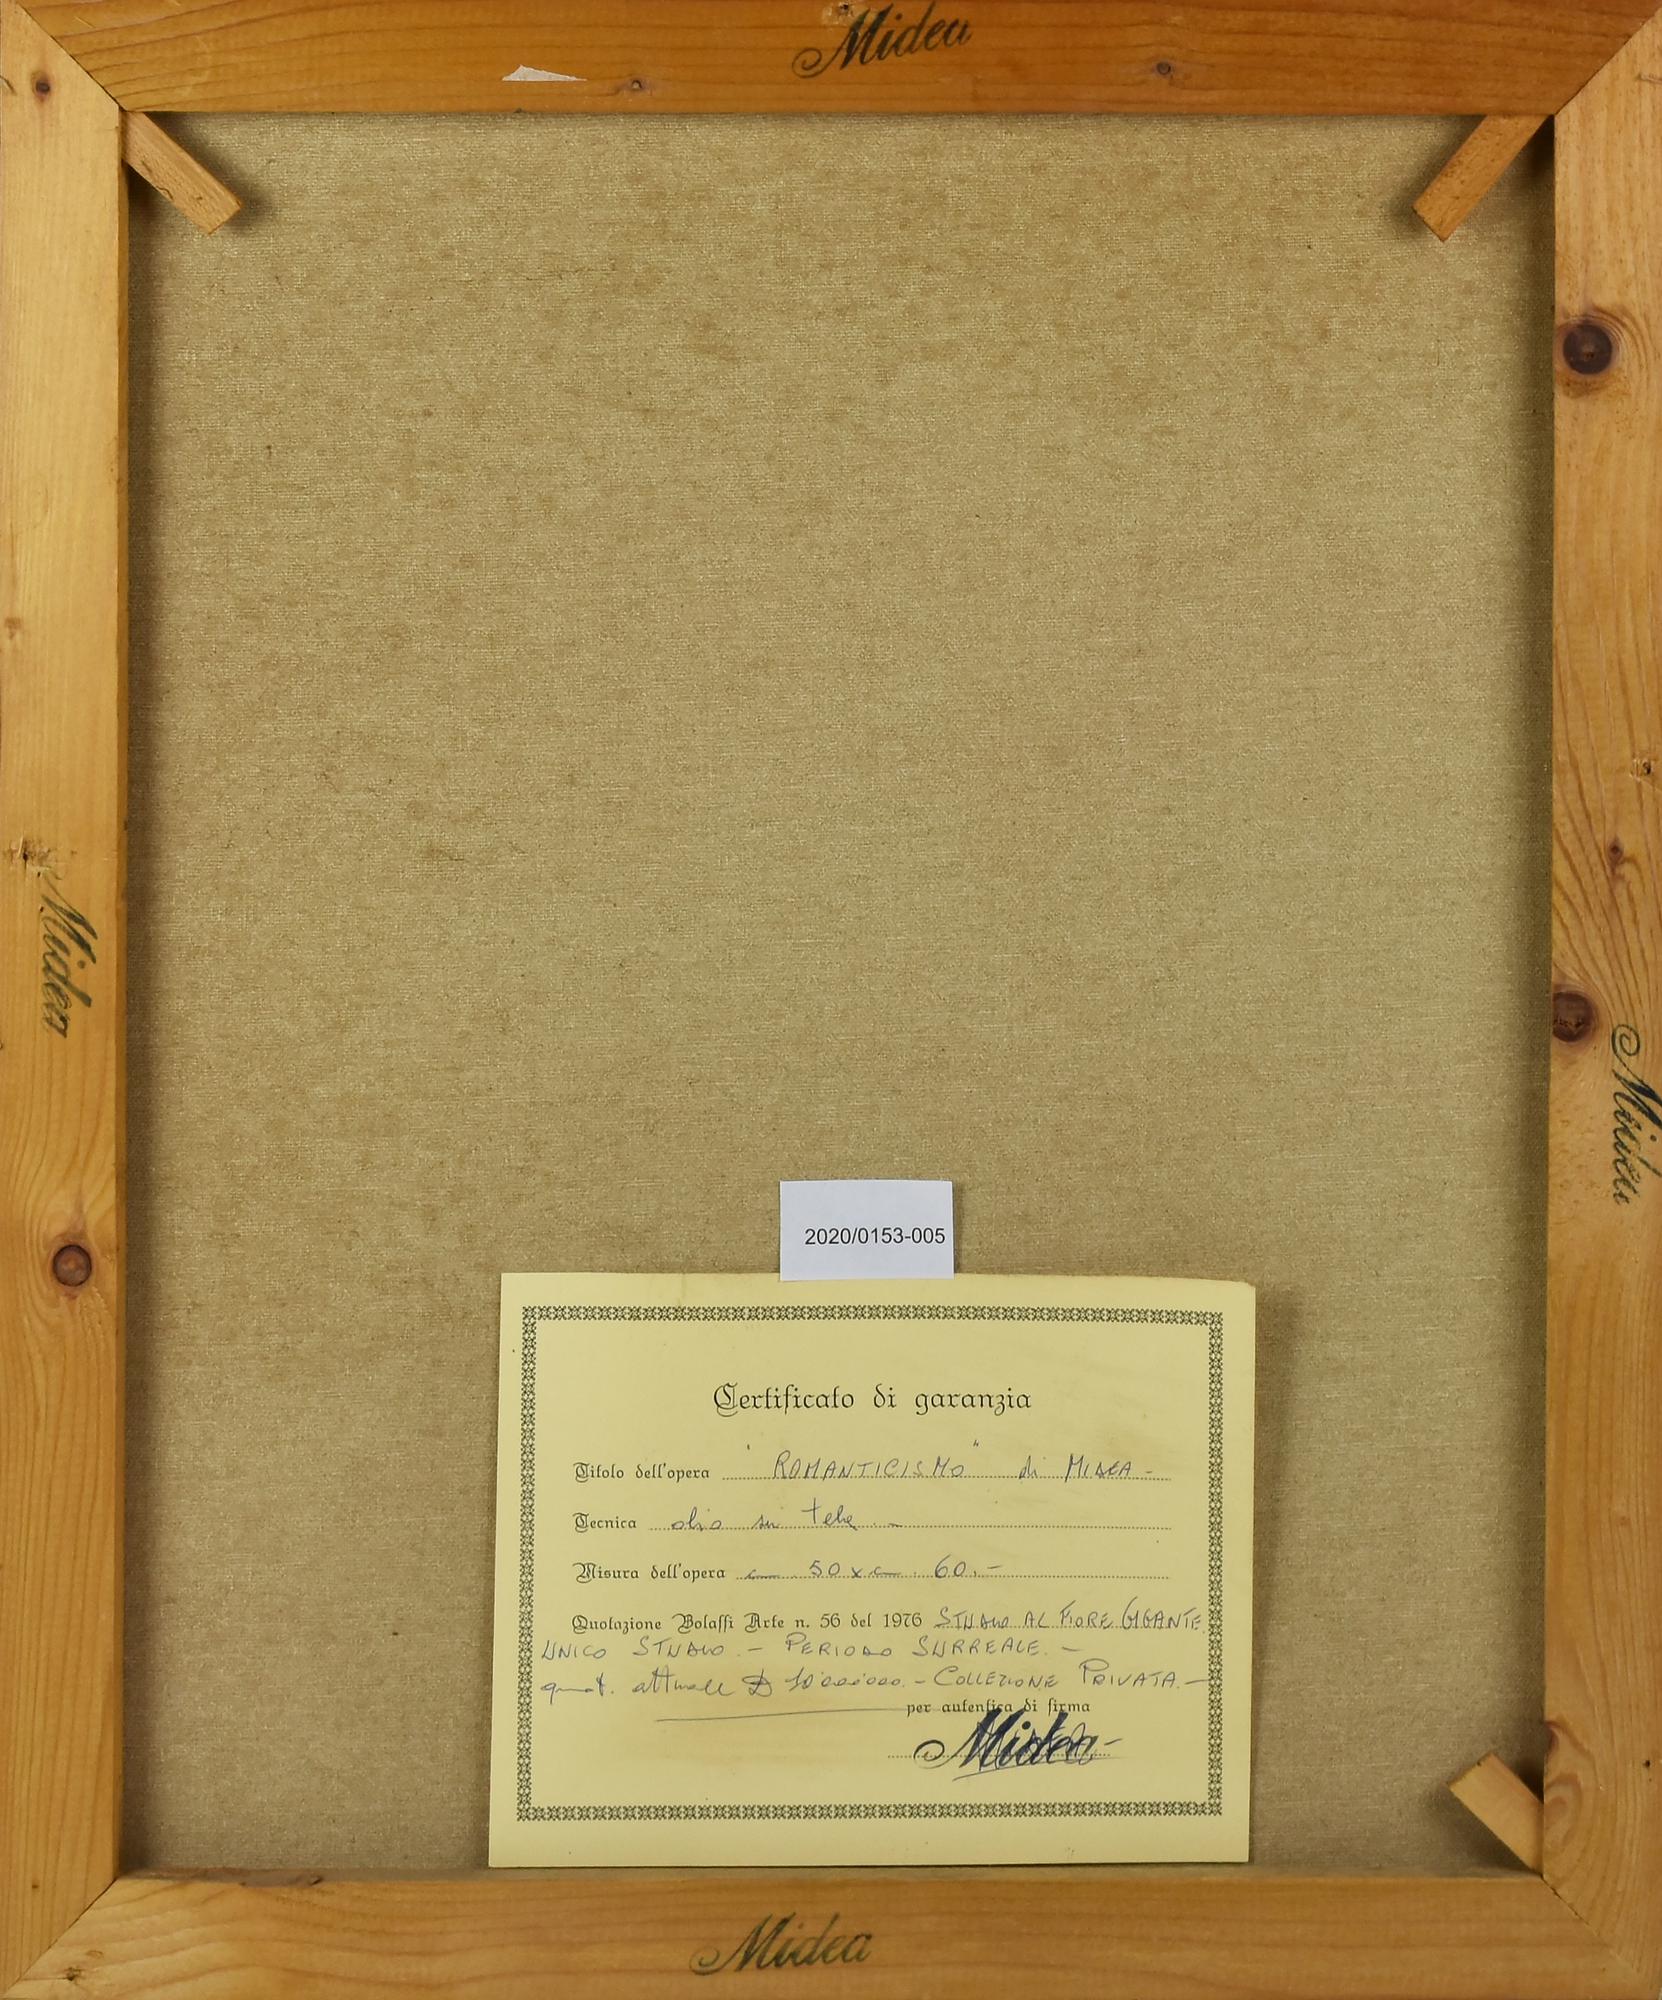 Midea
Midea
Midea
2020/0153-005
Certificato di garanzia
Titolo dell'opera "ROMANTICISMO" di MIDEA -
Tecnica olio su tela -
Misura dell'opera cm 50 x cm 60.-
Quotazione Bolaffi Arte n. 56 del 1976 STUDIO AL FIORE GIGANTE
UNICO STUDIO. - PERIODO SURREALE. -
quot. attuale - COLLEZIONE PRIVATA. -
per autentica di firma
Midea
Midea